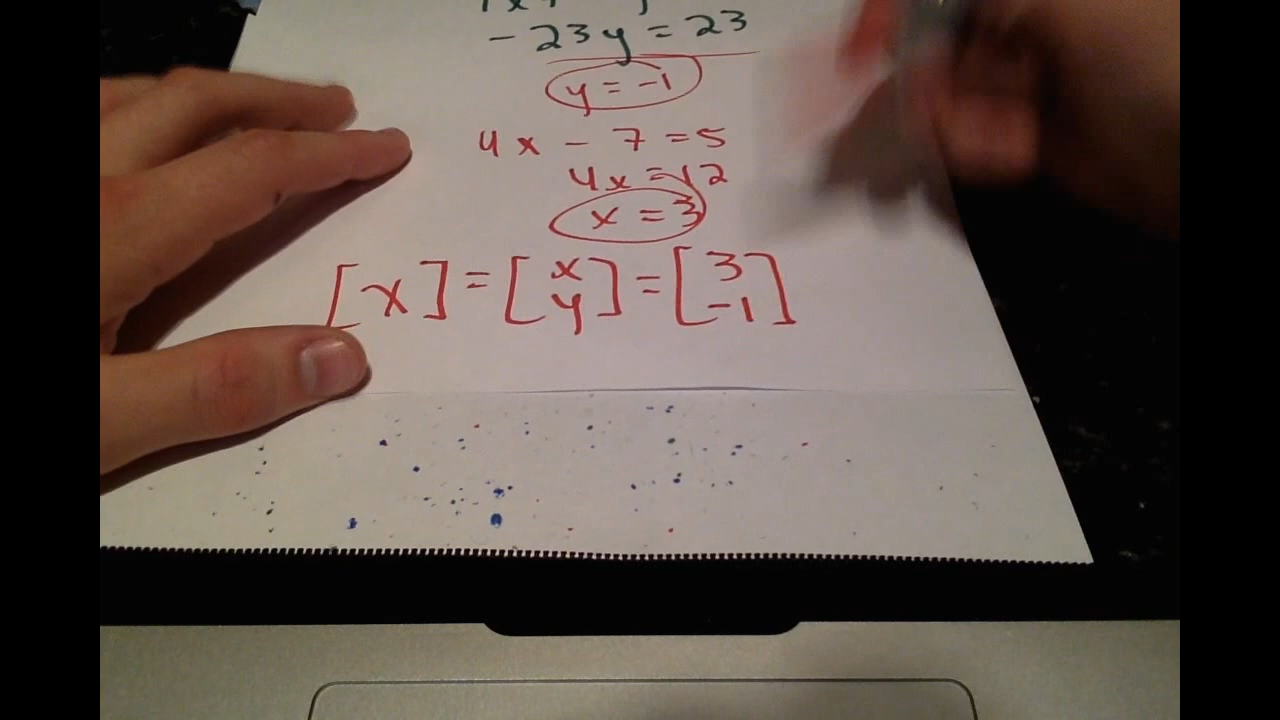 - 23y = 23
y = -1
4x - 7 = 5
4x = 12
x = 3
[x] = [x y] = [3 -1]